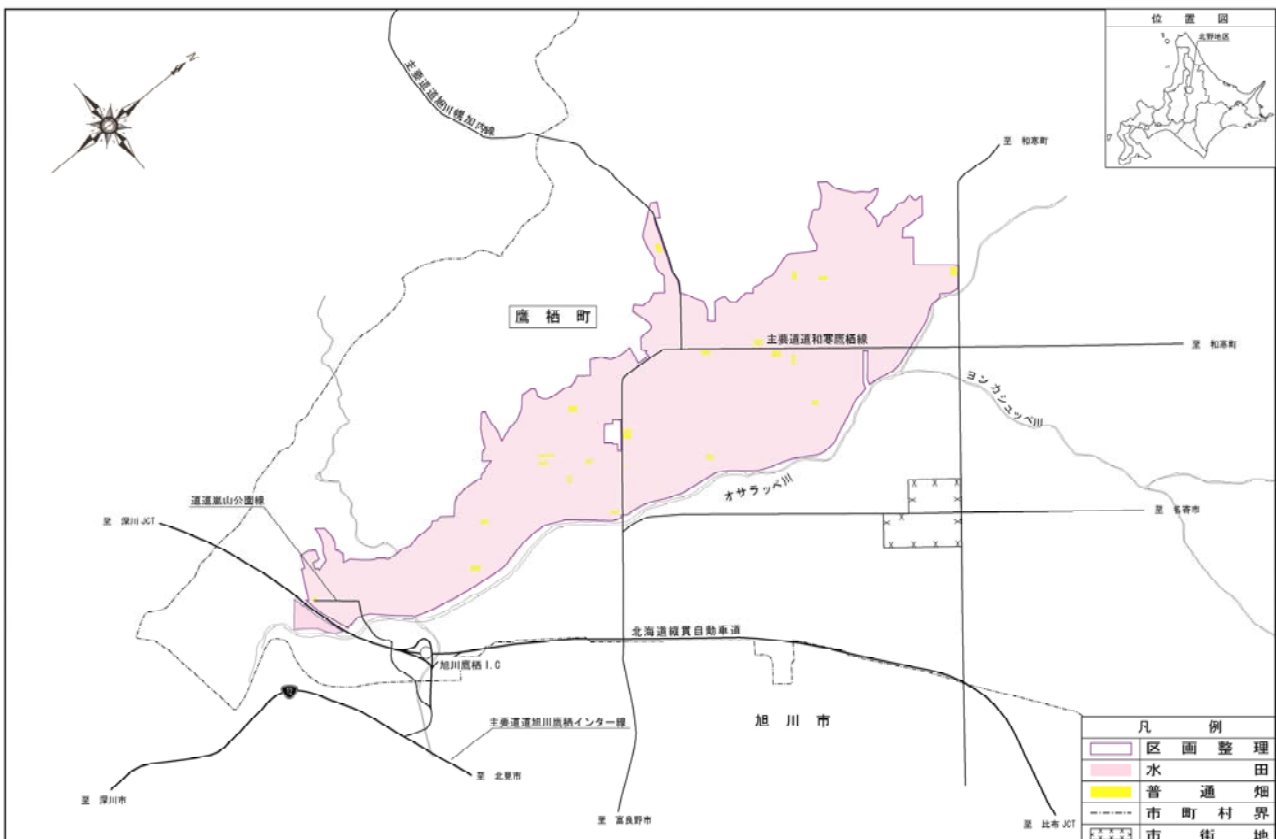 位置図
北野地区
N
主要道道旭川幌加内線
至 和寒町
鷹栖町
主要道道和寒鷹栖線
至 和寒町
ヨンカシュッペ川
オサラッペ川
道道嵐山公園線
至 深川JCT
至 名寄市
北海道縦貫自動車道
旭川鷹栖I.C
12
主要道道旭川鷹栖インター線
旭川市
至 深川市
至 富良野市
至 比布JCT
凡例
区画整理
水田
普通畑
市町村界
市街地